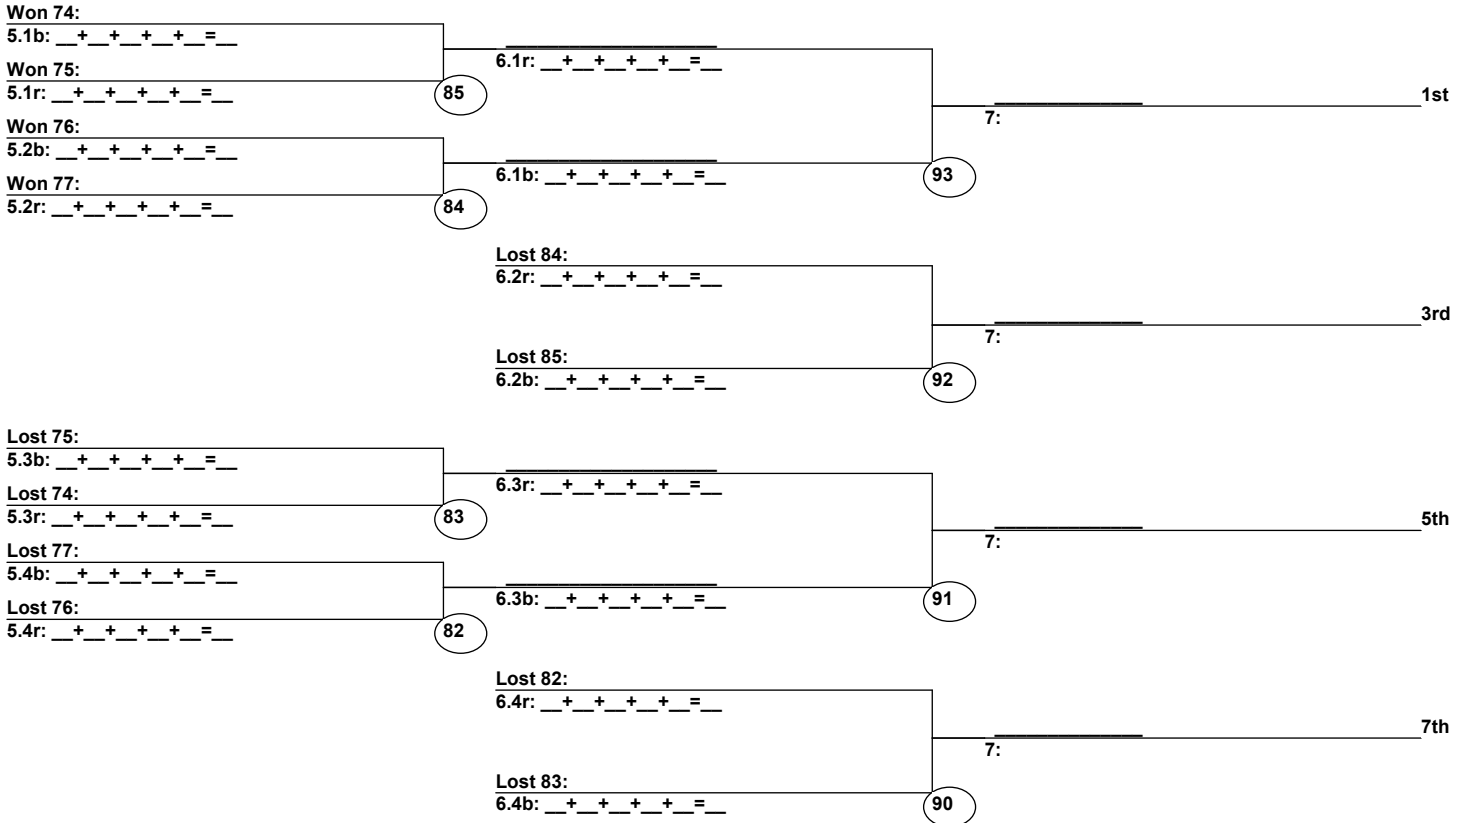 Won 74:
5.1b: __+__+__+__+__=__
Won 75:
5.1r: __+__+__+__+__=__
85
Won 76:
5.2b: __+__+__+__+__=__
Won 77:
5.2r: __+__+__+__+__=__
84
6.1r: __+__+__+__+__=__
6.1b: __+__+__+__+__=__
93
7:
1st
Lost 84:
6.2r: __+__+__+__+__=__
Lost 85:
6.2b: __+__+__+__+__=__
92
7:
3rd
Lost 75:
5.3b: __+__+__+__+__=__
Lost 74:
5.3r: __+__+__+__+__=__
83
Lost 77:
5.4b: __+__+__+__+__=__
Lost 76:
5.4r: __+__+__+__+__=__
82
6.3r: __+__+__+__+__=__
6.3b: __+__+__+__+__=__
91
7:
5th
Lost 82:
6.4r: __+__+__+__+__=__
Lost 83:
6.4b: __+__+__+__+__=__
90
7:
7th